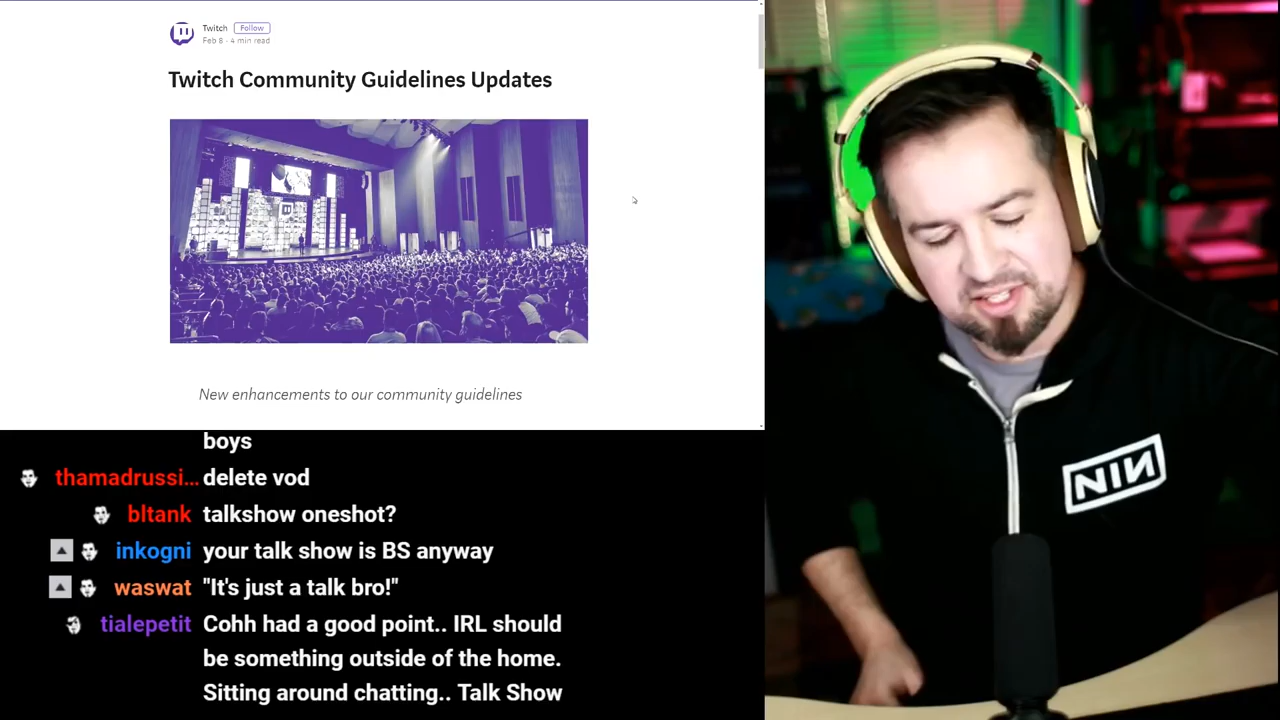 Twitch Follow
Feb 8 · 4 min read
Twitch Community Guidelines Updates
New enhancements to our community guidelines
boys
thamadrussi... delete vod
bltank talkshow oneshot?
inkogni your talk show is BS anyway
waswat "It's just a talk bro!"
tialepetit Cohh had a good point.. IRL should
be something outside of the home.
Sitting around chatting.. Talk Show
NIN